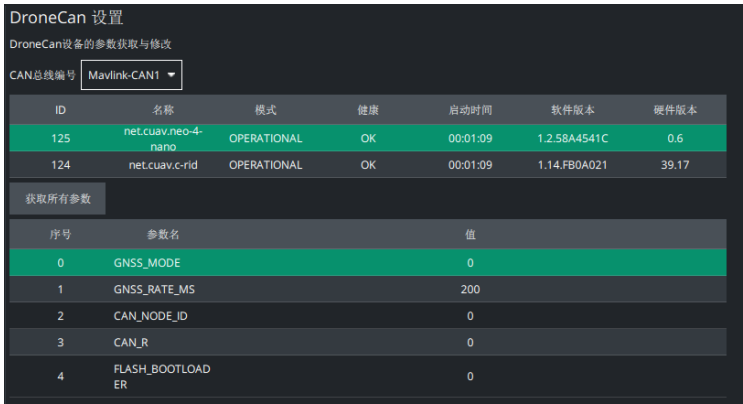 DroneCan 设置
DroneCan设备的参数获取与修改
CAN总线编号 Mavlink-CAN1
ID 名称 模式 健康 启动时间 软件版本 硬件版本
125 net.cuav.neo-4-nano OPERATIONAL OK 00:01:09 1.2.58A4541C 0.6
124 net.cuav.c-rid OPERATIONAL OK 00:01:09 1.14.FB0A021 39.17
获取所有参数
序号 参数名 值
0 GNSS_MODE 0
1 GNSS_RATE_MS 200
2 CAN_NODE_ID 0
3 CAN_R 0
4 FLASH_BOOTLOADER 0